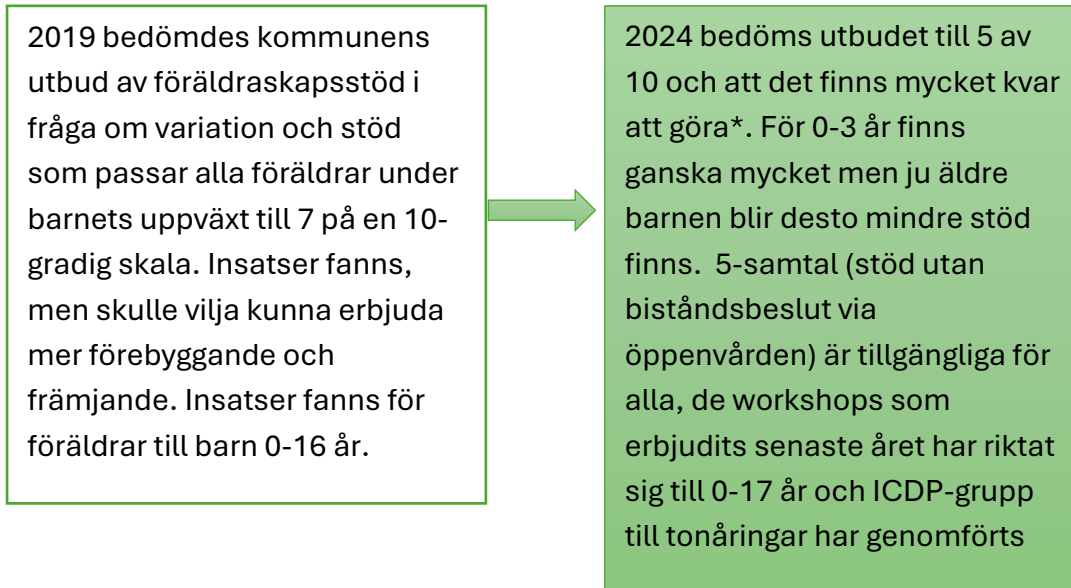 2019 bedömdes kommunens
utbud av föräldraskapsstöd i
fråga om variation och stöd
som passar alla föräldrar under
barnets uppväxt till 7 på en 10-
gradig skala. Insatser fanns,
men skulle vilja kunna erbjuda
mer förebyggande och
främjande. Insatser fanns för
föräldrar till barn 0-16 år.
2024 bedöms utbudet till 5 av
10 och att det finns mycket kvar
att göra*. För 0-3 år finns
ganska mycket men ju äldre
barnen blir desto mindre stöd
finns.  5-samtal (stöd utan
biståndsbeslut via
öppenvården) är tillgängliga för
alla, de workshops som
erbjudits senaste året har riktat
sig till 0-17 år och ICDP-grupp
till tonåringar har genomförts